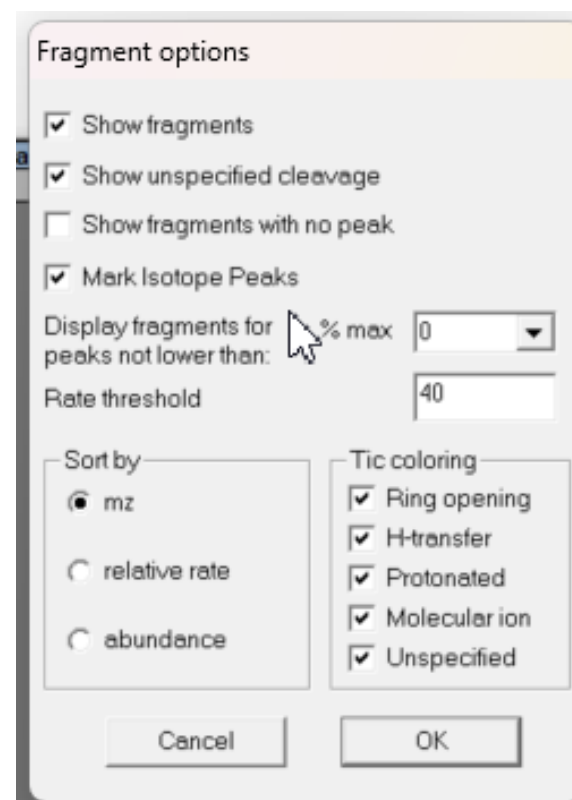 Fragment options
a
Show fragments
Show unspecified cleavage
Show fragments with no peak
Mark Isotope Peaks
Display fragments for
peaks not lower than:
% max
0
Rate threshold
40
Sort by
mz
relative rate
abundance
Tic coloring
Ring opening
H-transfer
Protonated
Molecular ion
Unspecified
Cancel
OK